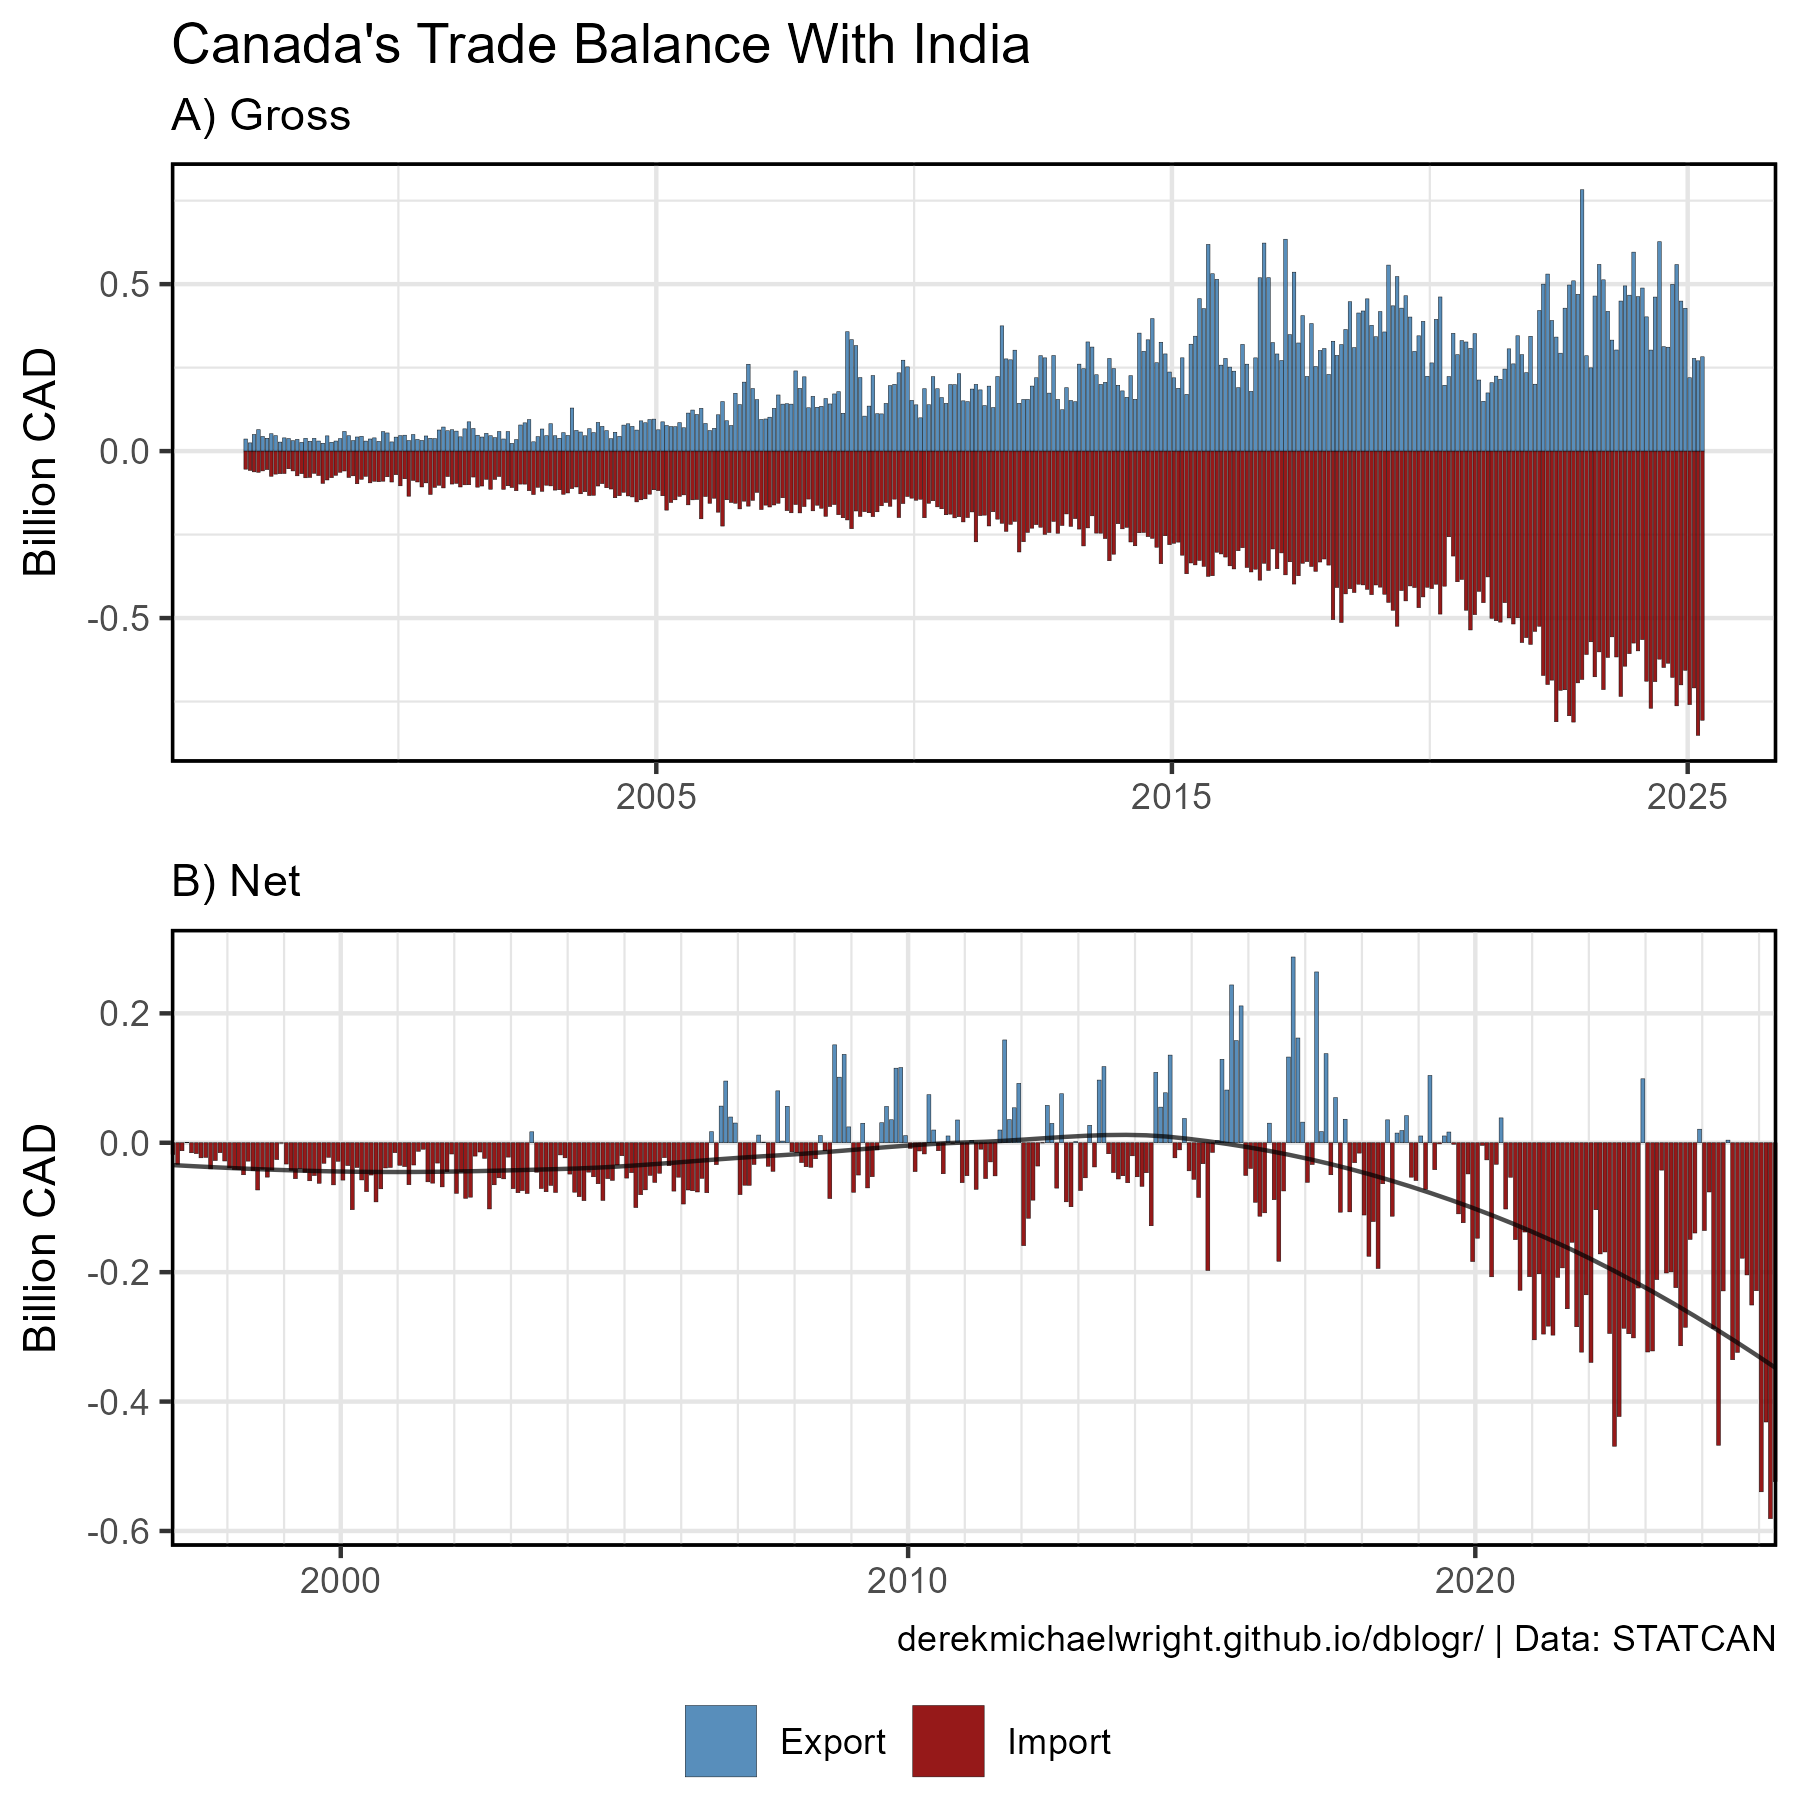 Canada's Trade Balance With India
A) Gross
Billion CAD
0.5
0.0
-0.5
2005 2015 2025
B) Net
Billion CAD
0.2
0.0
-0.2
-0.4
-0.6
2000 2010 2020
derekmichaelwright.github.io/dblogr/ | Data: STATCAN
Export Import